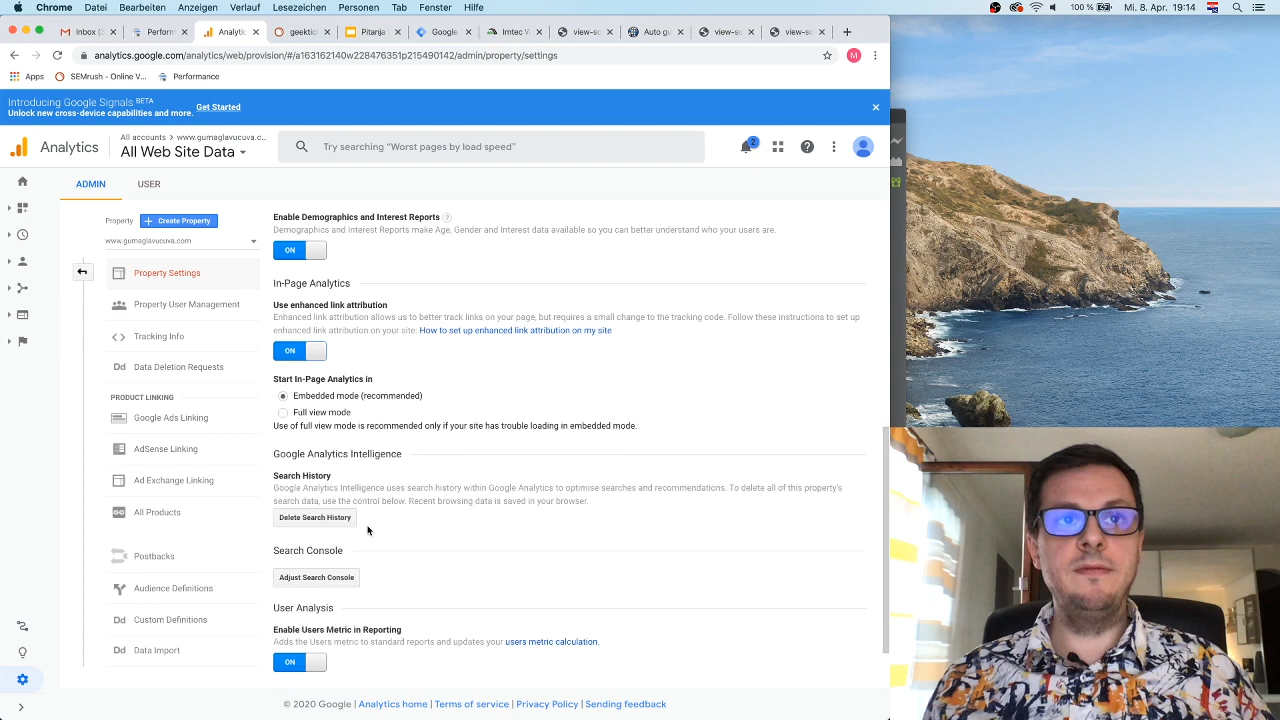 Chrome Datei Bearbeiten Anzeigen Verlauf Lesezeichen Personen Tab Fenster Hilfe
100 % Mi. 8. Apr. 19:14
Inbox (3 Perform Analytic geektic Pitanja Google Imtec W view-so Auto gu view-so view-so
analytics.google.com/analytics/web/provision/#/a163162140w228476351p215490142/admin/property/settings
M
Apps SEMrush - Online V... Performance
Introducing Google Signals BETA
Unlock new cross-device capabilities and more.
Get Started
Analytics
All accounts > www.gumaglavucuva.c...
All Web Site Data
Try searching “Worst pages by load speed”
2
ADMIN USER
Property
+ Create Property
www.gumaglavucuva.com
Property Settings
Property User Management
Tracking Info
Dd Data Deletion Requests
PRODUCT LINKING
Google Ads Linking
AdSense Linking
Ad Exchange Linking
All Products
Postbacks
Audience Definitions
Dd Custom Definitions
Dd Data Import
Enable Demographics and Interest Reports ?
Demographics and Interest Reports make Age, Gender and Interest data available so you can better understand who your users are.
ON
In-Page Analytics
Use enhanced link attribution
Enhanced link attribution allows us to better track links on your page, but requires a small change to the tracking code. Follow these instructions to set up
enhanced link attribution on your site: How to set up enhanced link attribution on my site
ON
Start In-Page Analytics in
Embedded mode (recommended)
Full view mode
Use of full view mode is recommended only if your site has trouble loading in embedded mode.
Google Analytics Intelligence
Search History
Google Analytics Intelligence uses search history within Google Analytics to optimise searches and recommendations. To delete all of this property's
search data, use the control below. Recent browsing data is saved in your browser.
Delete Search History
Search Console
Adjust Search Console
User Analysis
Enable Users Metric in Reporting
Adds the Users metric to standard reports and updates your users metric calculation.
ON
© 2020 Google | Analytics home | Terms of service | Privacy Policy | Sending feedback